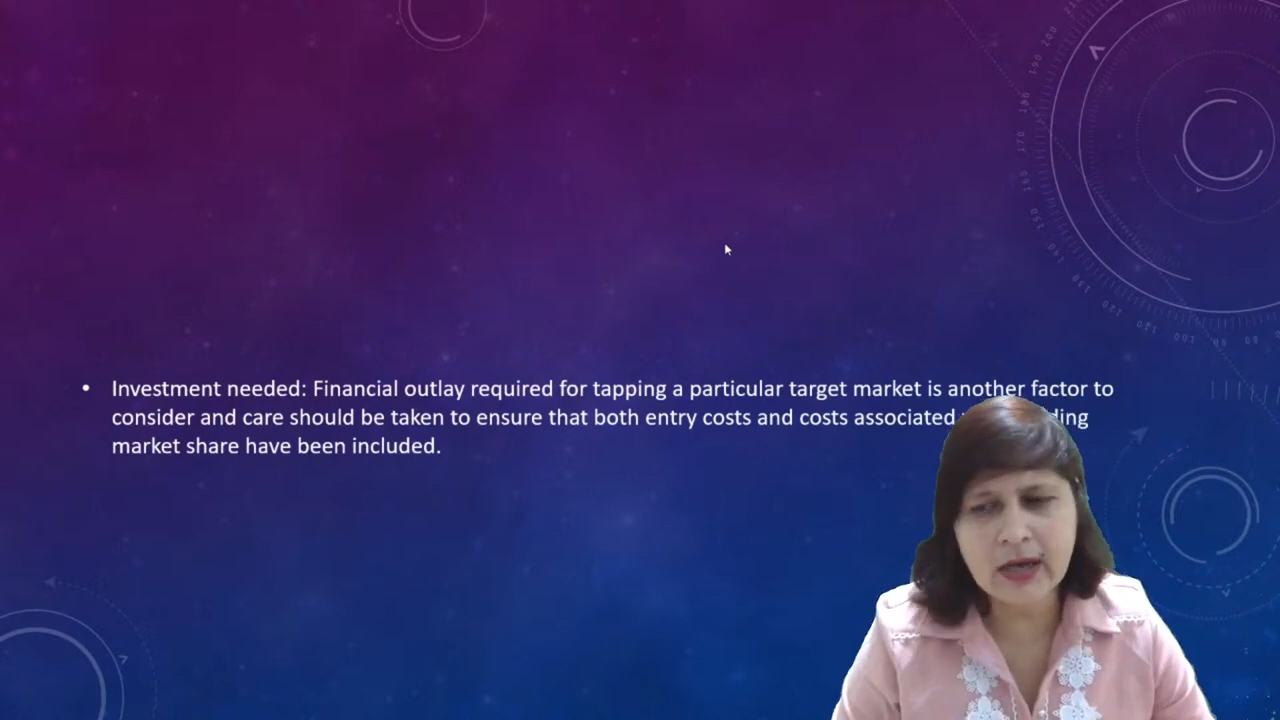 • Investment needed: Financial outlay required for tapping a particular target market is another factor to
consider and care should be taken to ensure that both entry costs and costs associated
market share have been included.